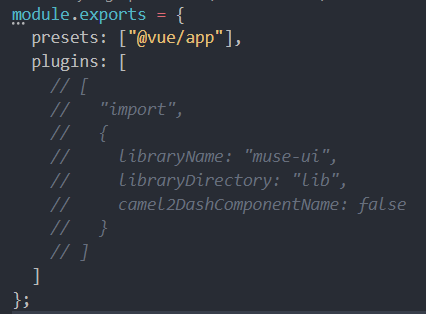 module.exports = {
  presets: ["@vue/app"],
  plugins: [
    // [
    //   "import",
    //   {
    //     libraryName: "muse-ui",
    //     libraryDirectory: "lib",
    //     camel2DashComponentName: false
    //   }
    // ]
  ]
};